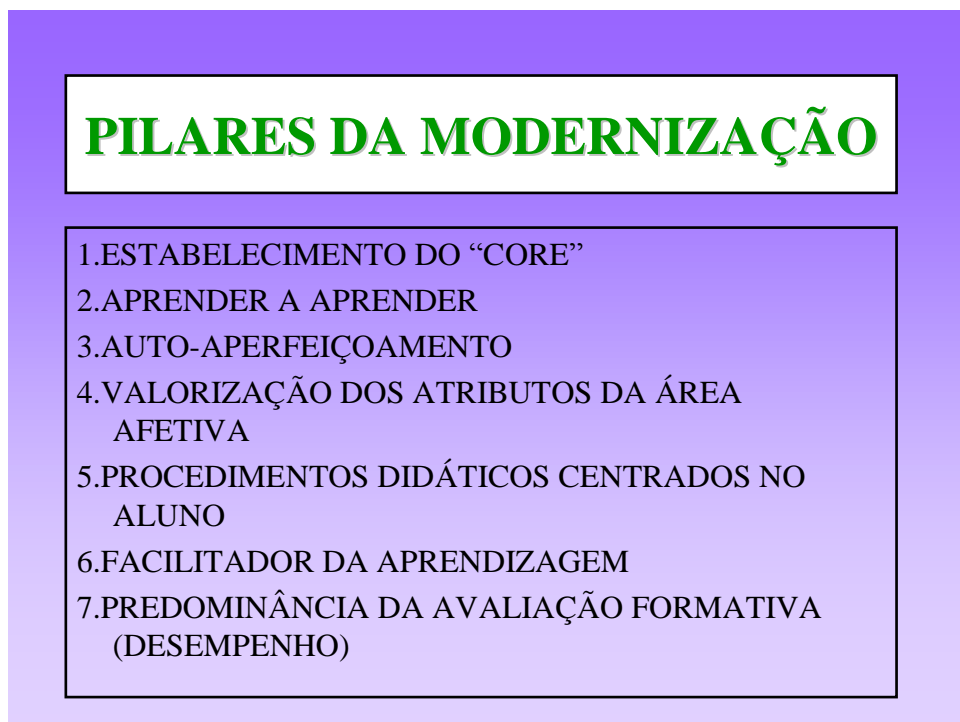 PILARES DA MODERNIZAÇÃO
1.ESTABELECIMENTO DO “CORE”
2.APRENDER A APRENDER
3.AUTO-APERFEIÇOAMENTO
4.VALORIZAÇÃO DOS ATRIBUTOS DA ÁREA
AFETIVA
5.PROCEDIMENTOS DIDÁTICOS CENTRADOS NO
ALUNO
6.FACILITADOR DA APRENDIZAGEM
7.PREDOMINÂNCIA DA AVALIAÇÃO FORMATIVA
(DESEMPENHO)